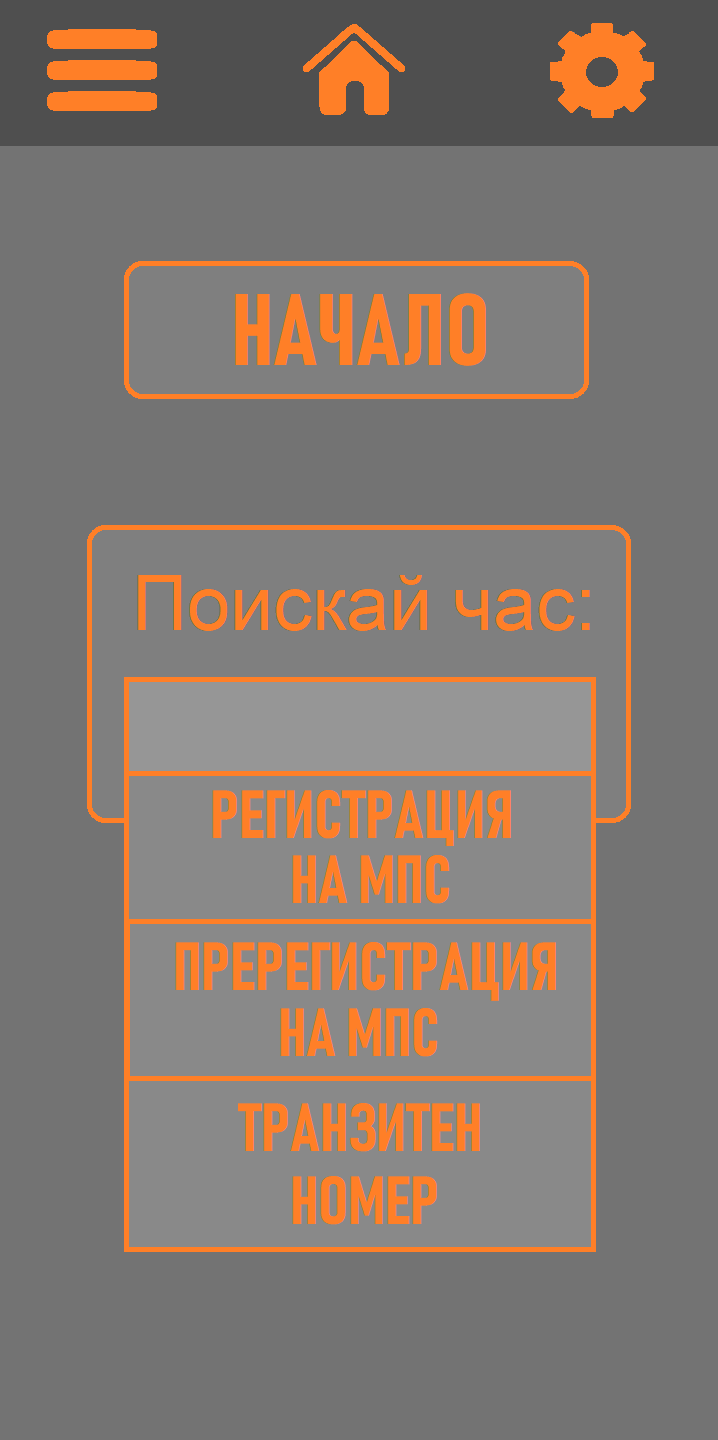 НАЧАЛО
Поискай час:
РЕГИСТРАЦИЯ
НА МПС
ПРЕРЕГИСТРАЦИЯ
НА МПС
ТРАНЗИТЕН
НОМЕР